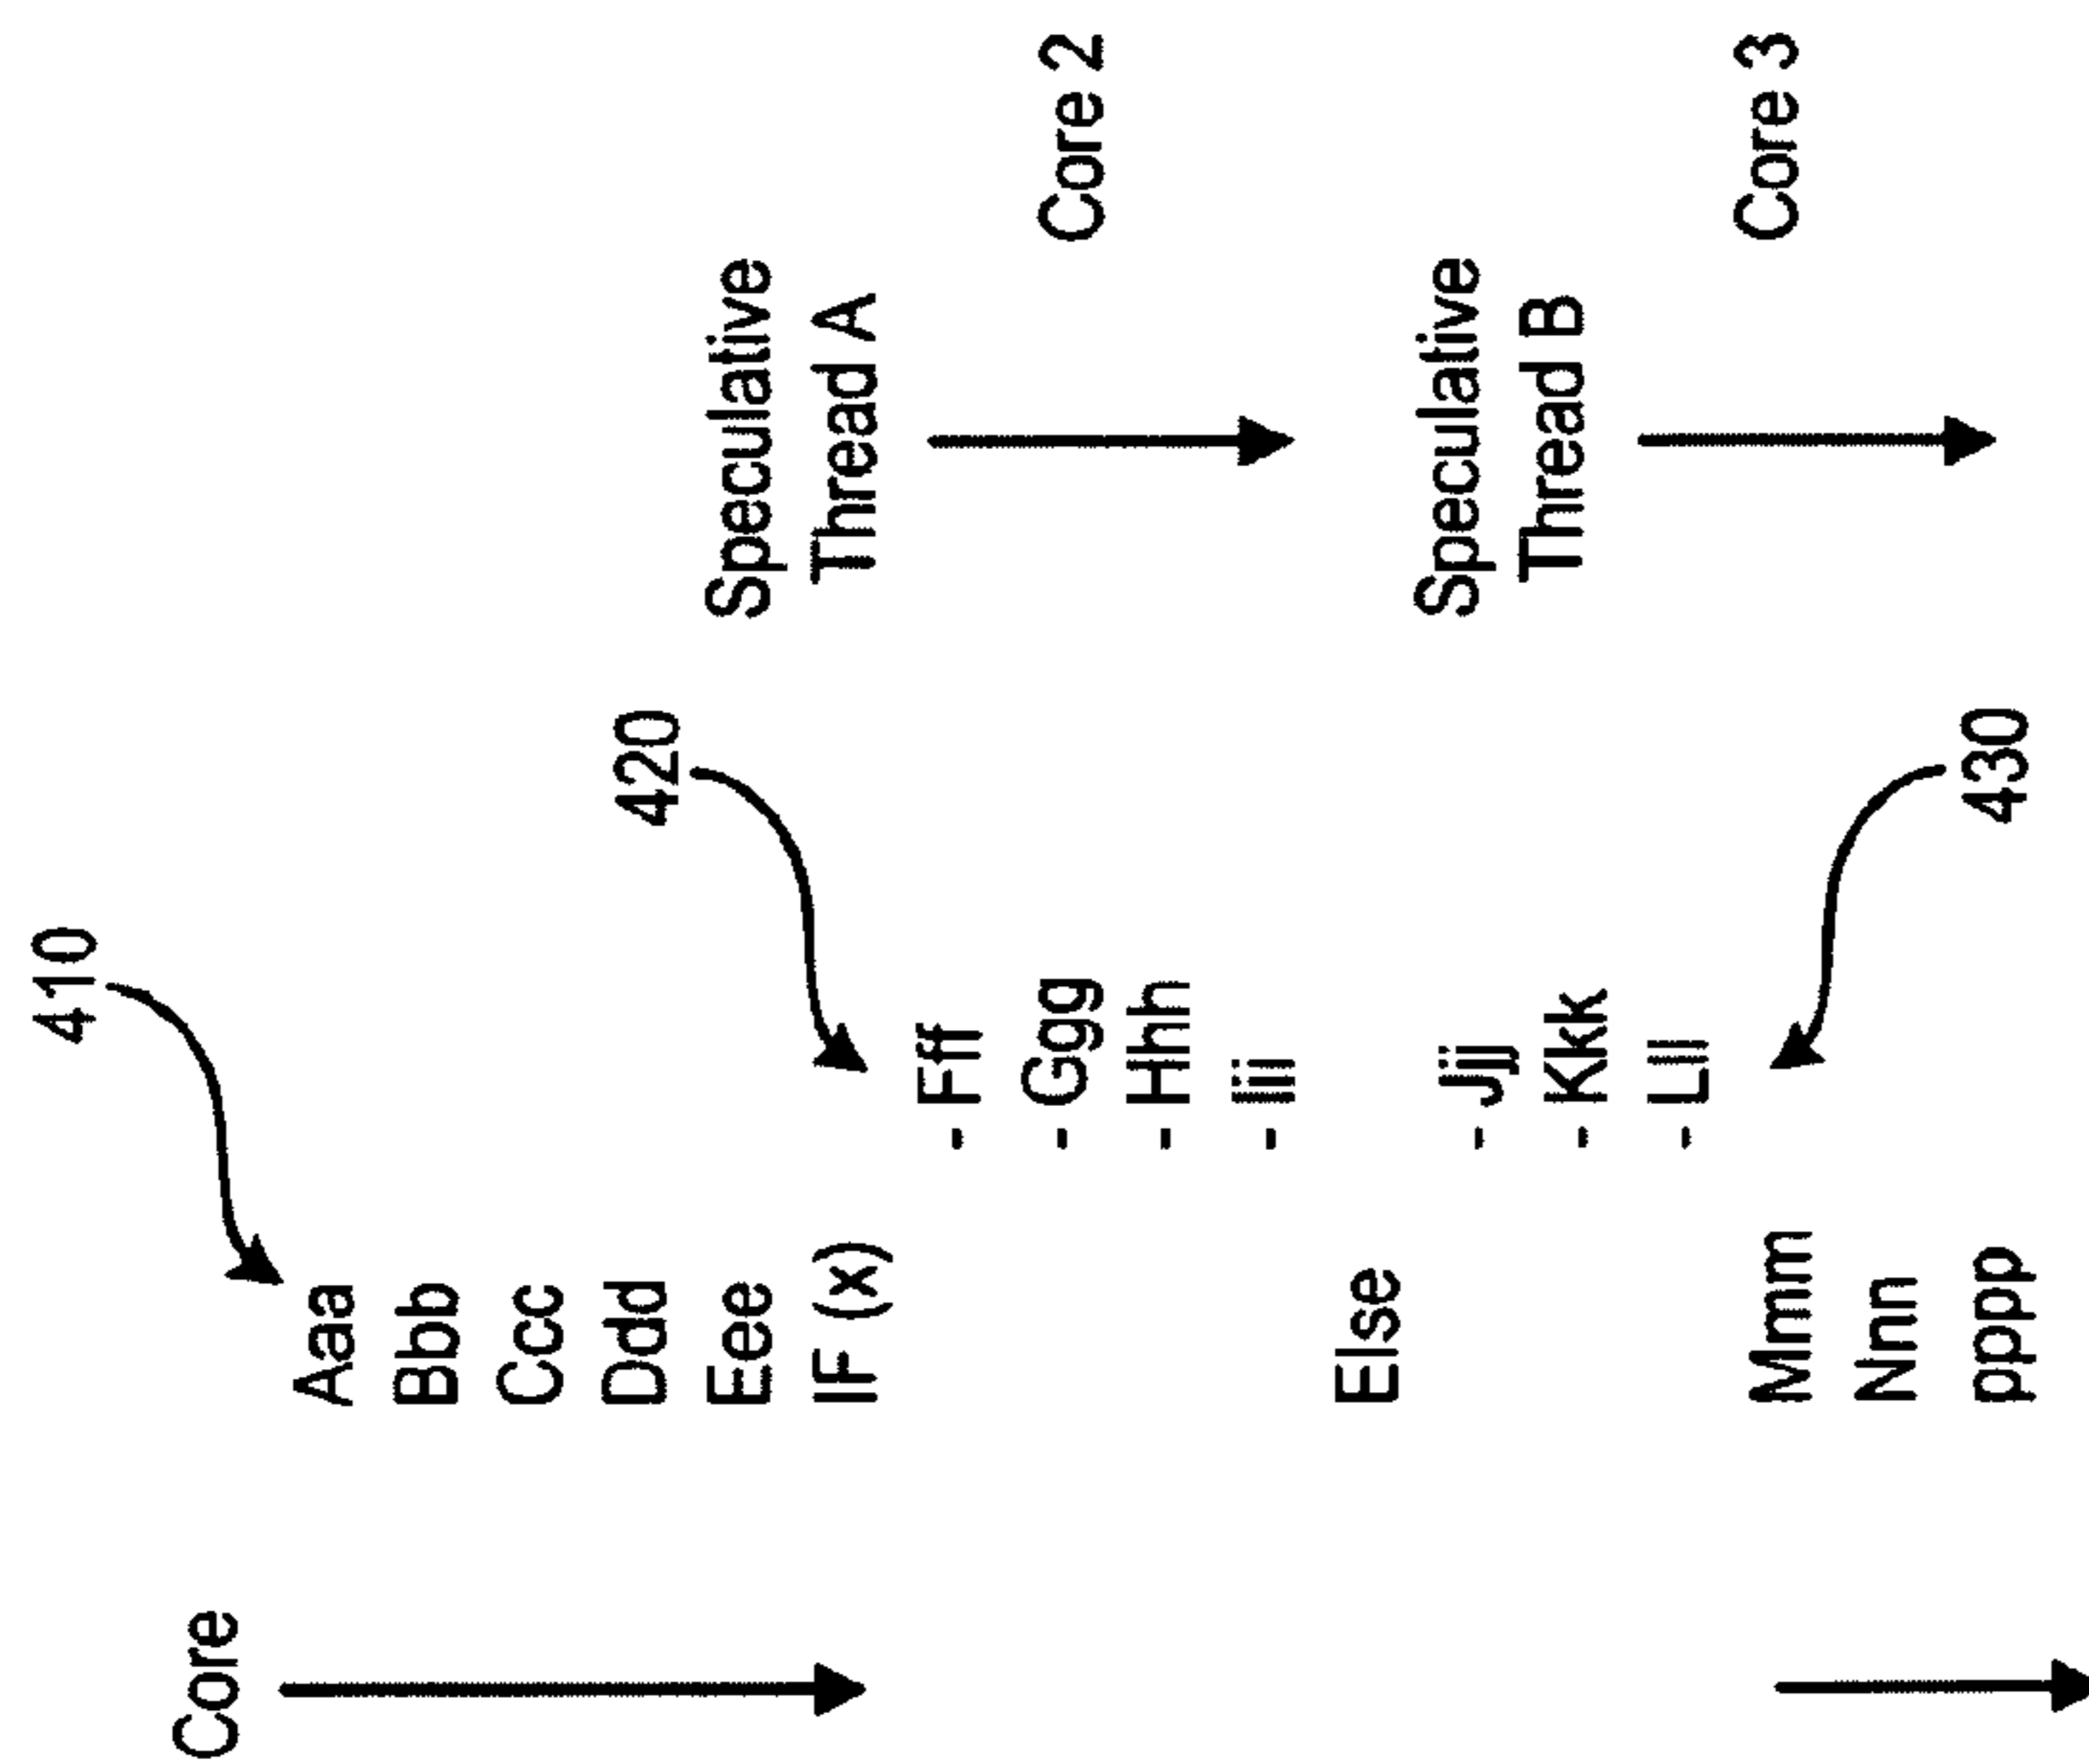 410
Core
Aaa
Bbb
Ccc
Ddd
Eee
IF (x)
420
- Fff
- Ggg
- Hhh
- Iii
Speculative
Thread A
Core 2
Else
- Jjj
- Kkk
- Lll
Speculative
Thread B
Core 3
Mmm
Nnn
pppp
430